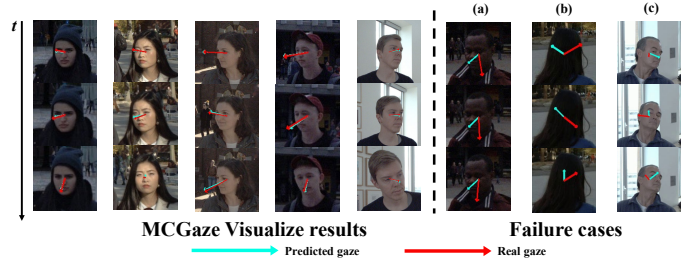 (a) (b) (c)
t
MCGaze Visualize results Failure cases
Predicted gaze Real gaze